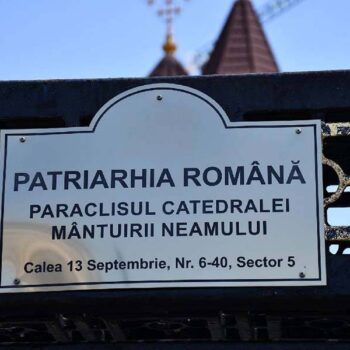 PATRIARHIA ROMÂNĂ
PARACLISUL CATEDRALEI
MÂNTUIRII NEAMULUI
Calea 13 Septembrie, Nr. 6-40, Sector 5